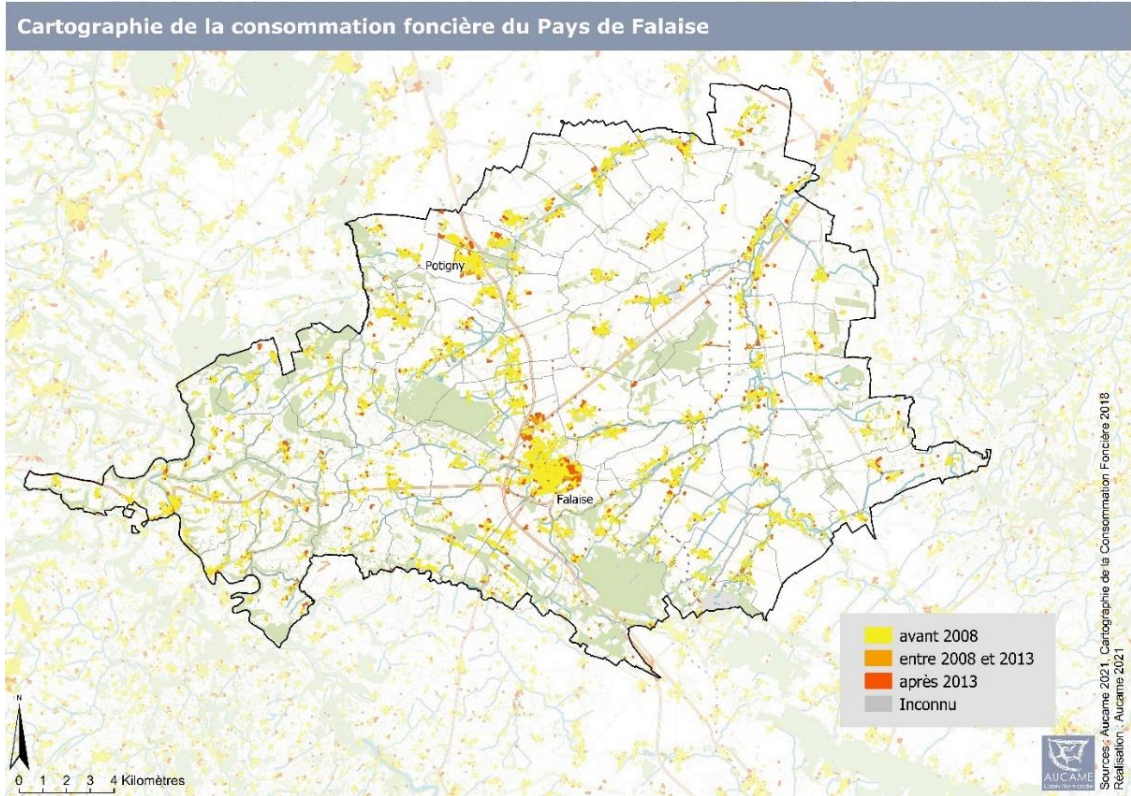 Cartographie de la consommation foncière du Pays de Falaise
Potigny
Falaise
avant 2008
entre 2008 et 2013
après 2013
Inconnu
N
0 1 2 3 4 Kilomètres
AUCAME
Caen Normandie
Sources : Aucame 2021, Cartographie de la Consommation Foncière 2018
Réalisation : Aucame 2021